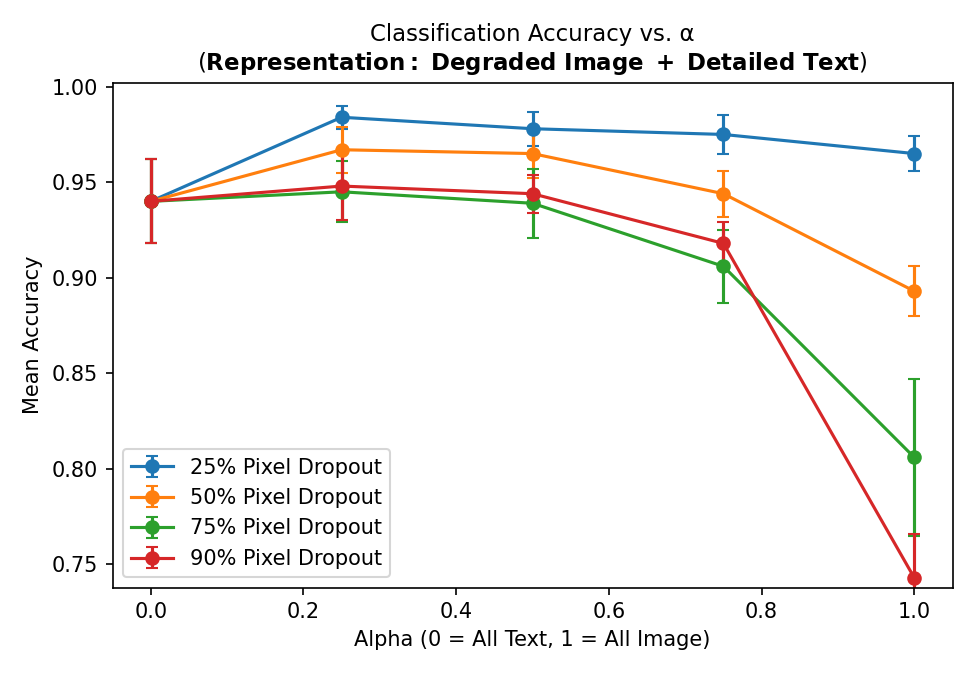 Classification Accuracy vs. α
(Representation: Degraded Image + Detailed Text)
1.00
0.95
0.90
0.85
0.80
0.75
Mean Accuracy
25% Pixel Dropout
50% Pixel Dropout
75% Pixel Dropout
90% Pixel Dropout
0.0 0.2 0.4 0.6 0.8 1.0
Alpha (0 = All Text, 1 = All Image)